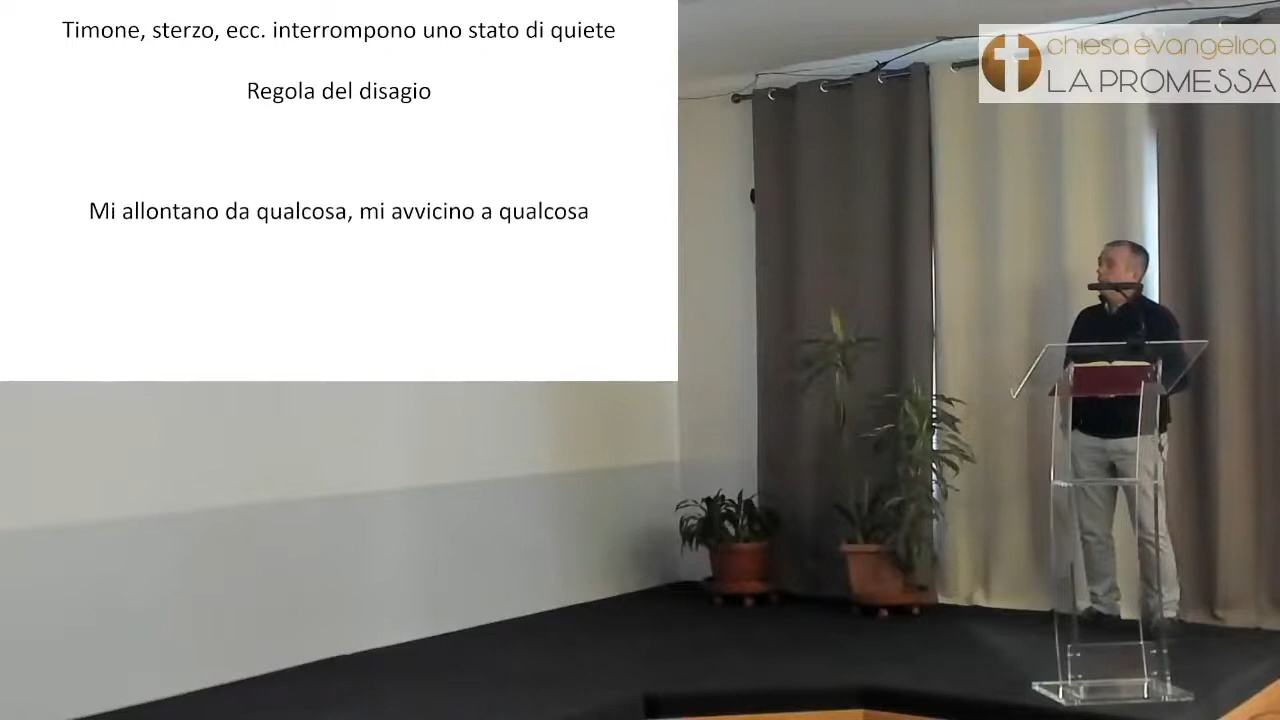 Timone, sterzo, ecc. interrompono uno stato di quiete
Regola del disagio
Mi allontano da qualcosa, mi avvicino a qualcosa
chiesa evangelica
LA PROMESSA